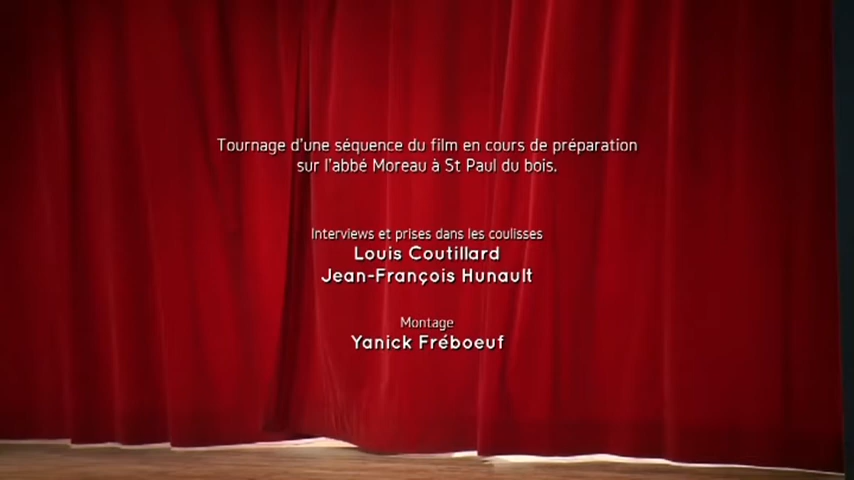 Tournage d'une séquence du film en cours de préparation
sur l'abbé Moreau à St Paul du bois.
Interviews et prises dans les coulisses
Louis Coutillard
Jean-François Hunault
Montage
Yanick Fréboeuf